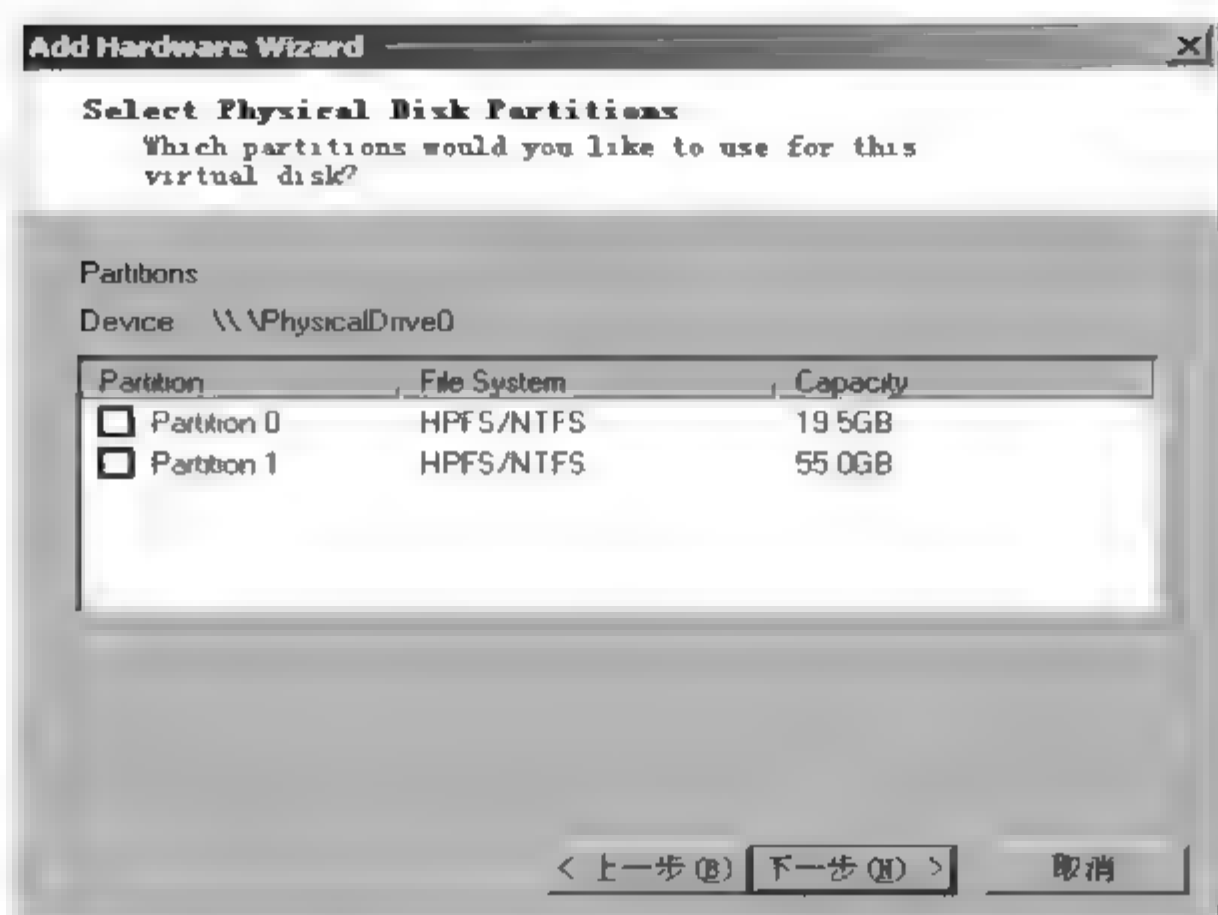 Add Hardware Wizard
Select Physical Disk Partitions
Which partitions would you like to use for this
virtual disk?
Partitions
Device \\.\PhysicalDrive0
Partition File System Capacity
Partition 0 HPFS/NTFS 19.5GB
Partition 1 HPFS/NTFS 55.0GB
< 上一步(B) 下一步(N) > 取消